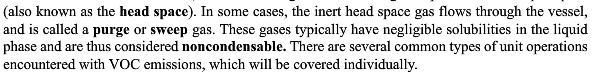 (also known as the head space). In some cases, the inert head space gas flows through the vessel,
and is called a purge or sweep gas. These gases typically have negligible solubilities in the liquid
phase and are thus considered noncondensable. There are several common types of unit operations
encountered with VOC emissions, which will be covered individually.